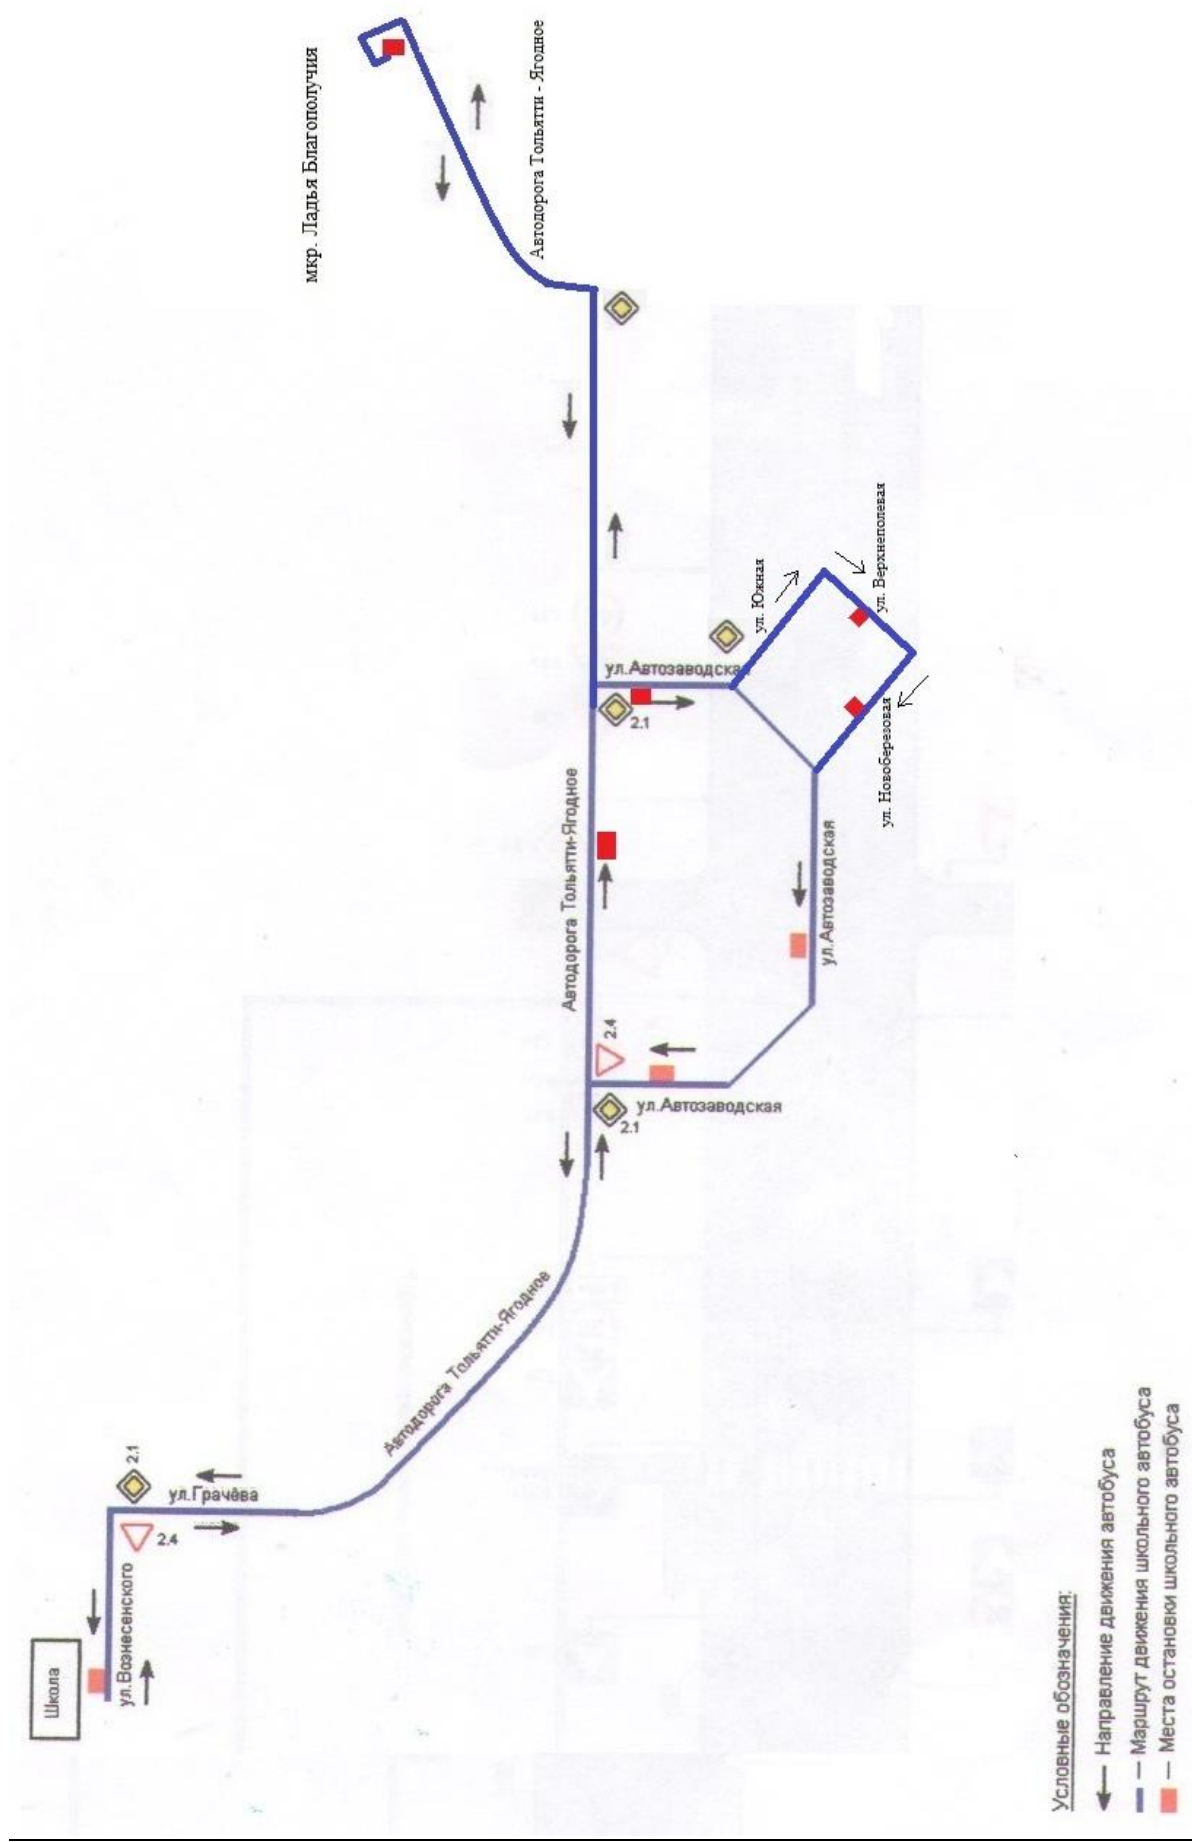 мкр. Ладья Благополучия
Автодорога Тольятти - Ягодное
ул. Южная
ул. Верхнеполевая
ул.Автозаводская
2.1
ул. Новоберезовая
Автодорога Тольятти-Ягодное
ул.Автозаводская
2.4
ул.Автозаводская
2.1
Автодорога Тольятти-Ягодное
2.1
ул.Грачёва
2.4
ул.Вознесенского
Школа
Условные обозначения:
— Направление движения автобуса
— Маршрут движения школьного автобуса
— Места остановки школьного автобуса